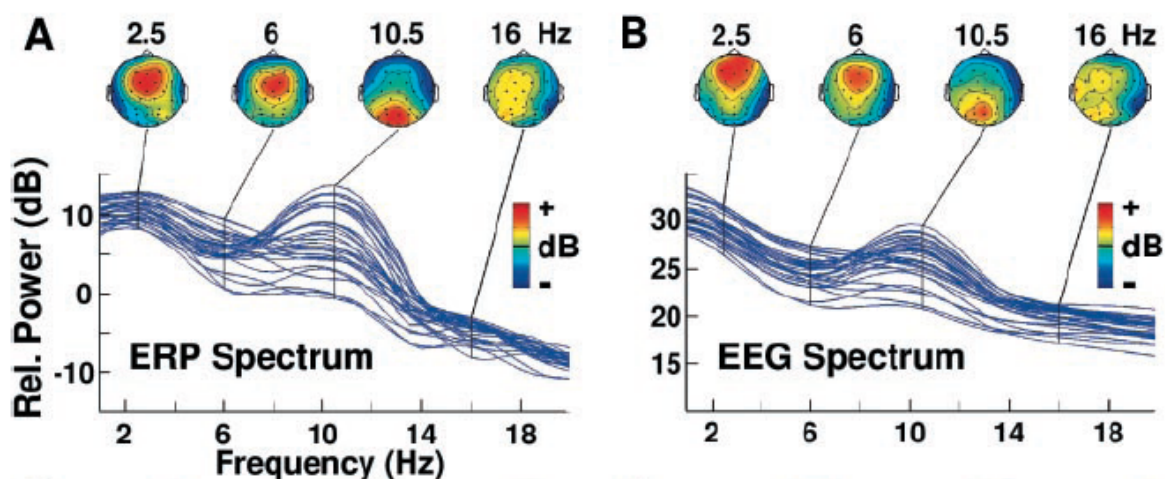 A
2.5 6 10.5 16 Hz
Rel. Power (dB)
10
0
-10
+
dB
-
ERP Spectrum
2 6 10 14 18
Frequency (Hz)
B
2.5 6 10.5 16 Hz
30
25
20
15
+
dB
-
EEG Spectrum
2 6 10 14 18